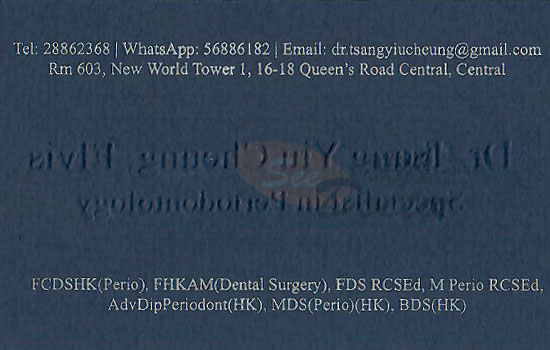 Tel: 28862368 | WhatsApp: 56886182 | Email: dr.tsangyiucheung@gmail.com
Rm 603, New World Tower 1, 16-18 Queen's Road Central, Central
Dr. Tsang Yiu Cheung, Elvis
See
Specialist in Periodontology
FCDSHK(Perio), FHKAM(Dental Surgery), FDS RCSEd, M Perio RCSEd,
AdvDipPeriodont(HK), MDS(Perio)(HK), BDS(HK)